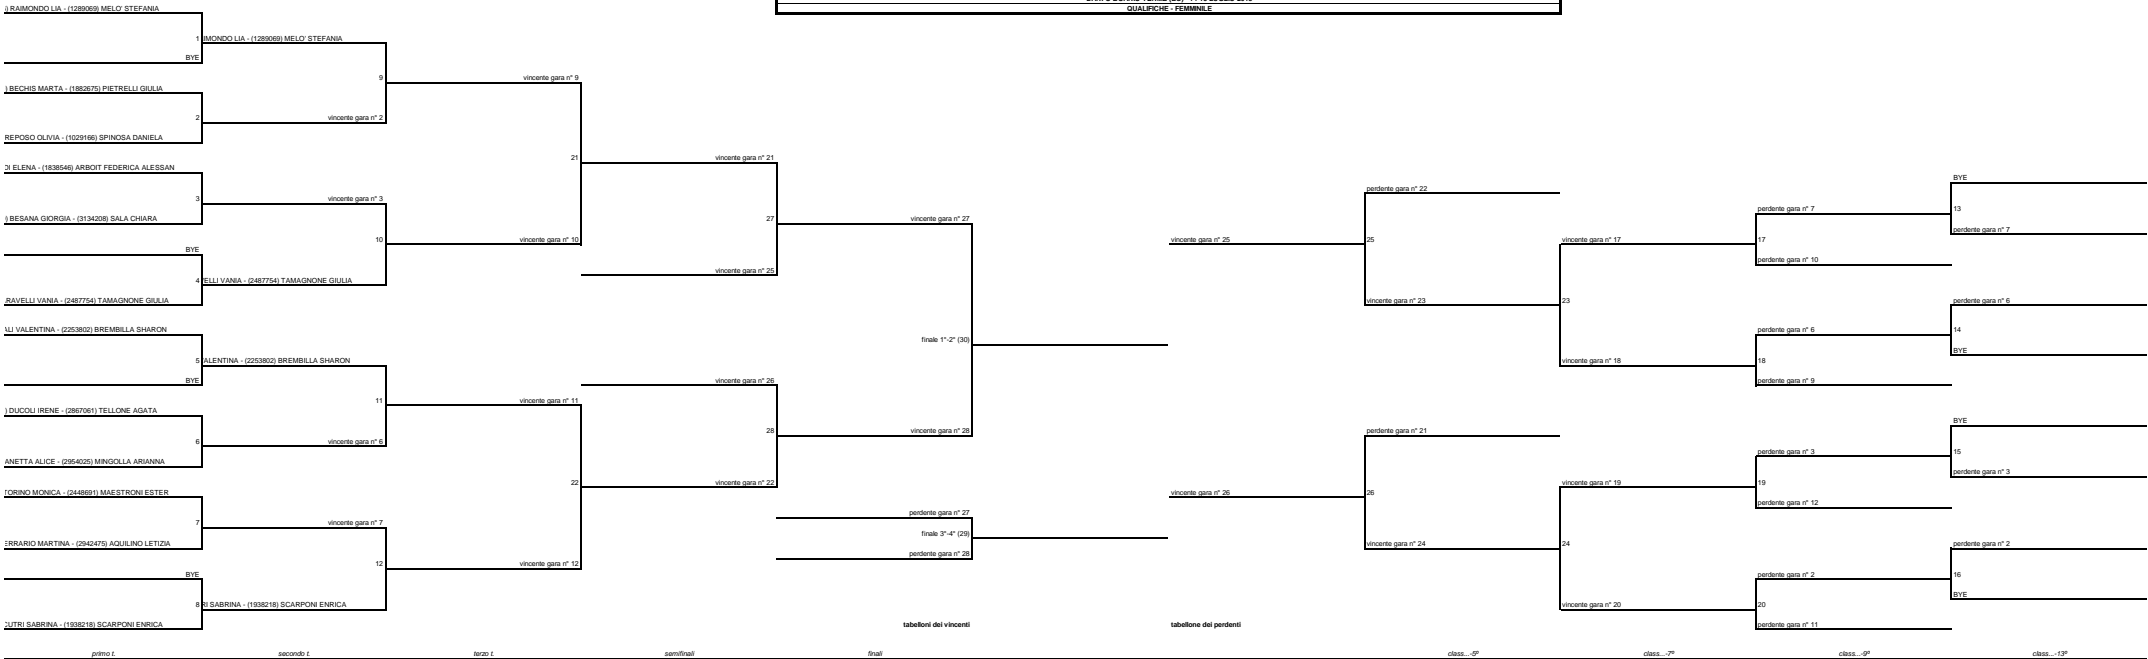 QUALIFICHE - FEMMINILE
) RAIMONDO LIA - (1289069) MELO' STEFANIA
1
IMONDO LIA - (1289069) MELO' STEFANIA
BYE
9
vincente gara n° 9
) BECHIS MARTA - (1882675) PIETRELLI GIULIA
2
vincente gara n° 2
REPOSO OLIVIA - (1029166) SPINOSA DANIELA
21
vincente gara n° 21
DI ELENA - (1838546) ARBOIT FEDERICA ALESSAN
3
vincente gara n° 3
) BESANA GIORGIA - (3134208) SALA CHIARA
10
vincente gara n° 10
BYE
4
ELLI VANIA - (2487754) TAMAGNONE GIULIA
RAVELLI VANIA - (2487754) TAMAGNONE GIULIA
27
vincente gara n° 27
vincente gara n° 25
ALI VALENTINA - (2253802) BREMBILLA SHARON
5
ALENTINA - (2253802) BREMBILLA SHARON
BYE
finale 1°-2° (30)
11
vincente gara n° 11
vincente gara n° 26
) DUCOLI IRENE - (2867061) TELLONE AGATA
6
vincente gara n° 6
ANETTA ALICE - (2954025) MINGOLLA ARIANNA
28
vincente gara n° 28
22
vincente gara n° 22
TORINO MONICA - (2448691) MAESTRONI ESTER
7
vincente gara n° 7
ERRARIO MARTINA - (2942475) AQUILINO LETIZIA
12
vincente gara n° 12
perdente gara n° 27
finale 3°-4° (29)
perdente gara n° 28
BYE
8
RI SABRINA - (1938218) SCARPONI ENRICA
CUTRI SABRINA - (1938218) SCARPONI ENRICA
tabelloni dei vincenti
tabellone dei perdenti
perdente gara n° 22
vincente gara n° 25
25
vincente gara n° 23
vincente gara n° 17
23
vincente gara n° 18
perdente gara n° 7
17
perdente gara n° 10
BYE
13
perdente gara n° 7
perdente gara n° 6
18
perdente gara n° 9
perdente gara n° 6
14
BYE
perdente gara n° 21
vincente gara n° 26
26
vincente gara n° 24
vincente gara n° 19
24
vincente gara n° 20
perdente gara n° 3
19
perdente gara n° 12
BYE
15
perdente gara n° 3
perdente gara n° 2
20
perdente gara n° 11
perdente gara n° 2
16
BYE
primo t.
secondo t.
terzo t.
semifinali
finali
class...-5º
class...-7º
class...-9º
class...-13º